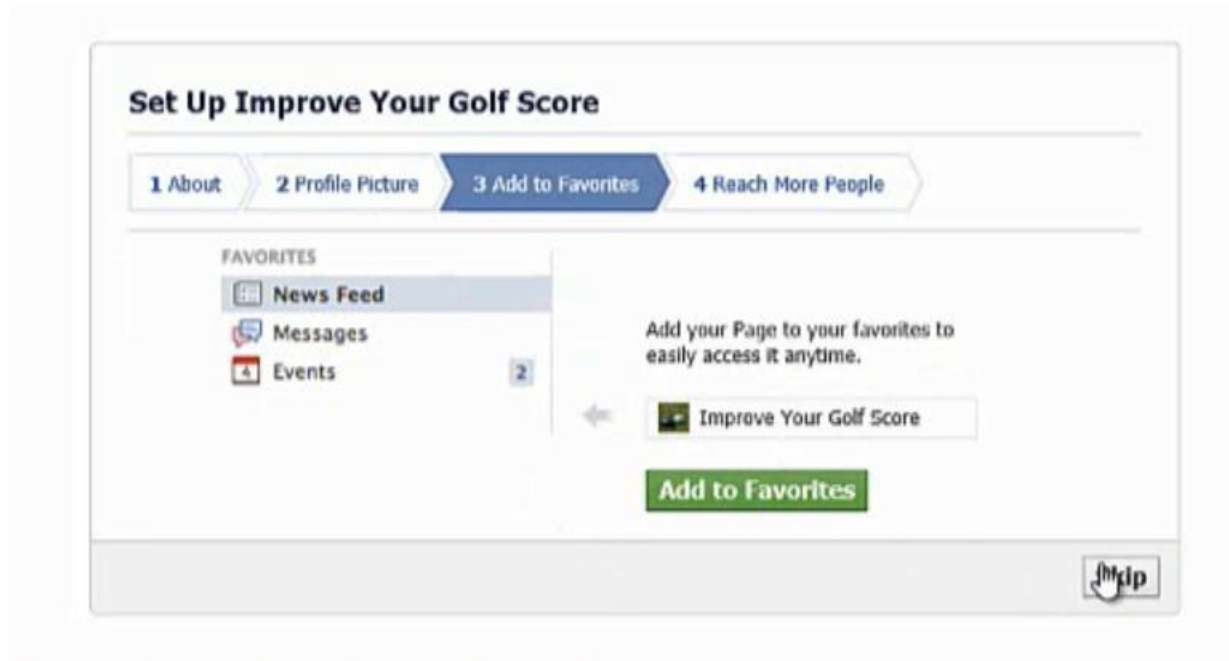 Set Up Improve Your Golf Score
1 About 2 Profile Picture 3 Add to Favorites 4 Reach More People
FAVORITES
News Feed
Messages
4 Events 2
Add your Page to your favorites to
easily access it anytime.
Improve Your Golf Score
Add to Favorites